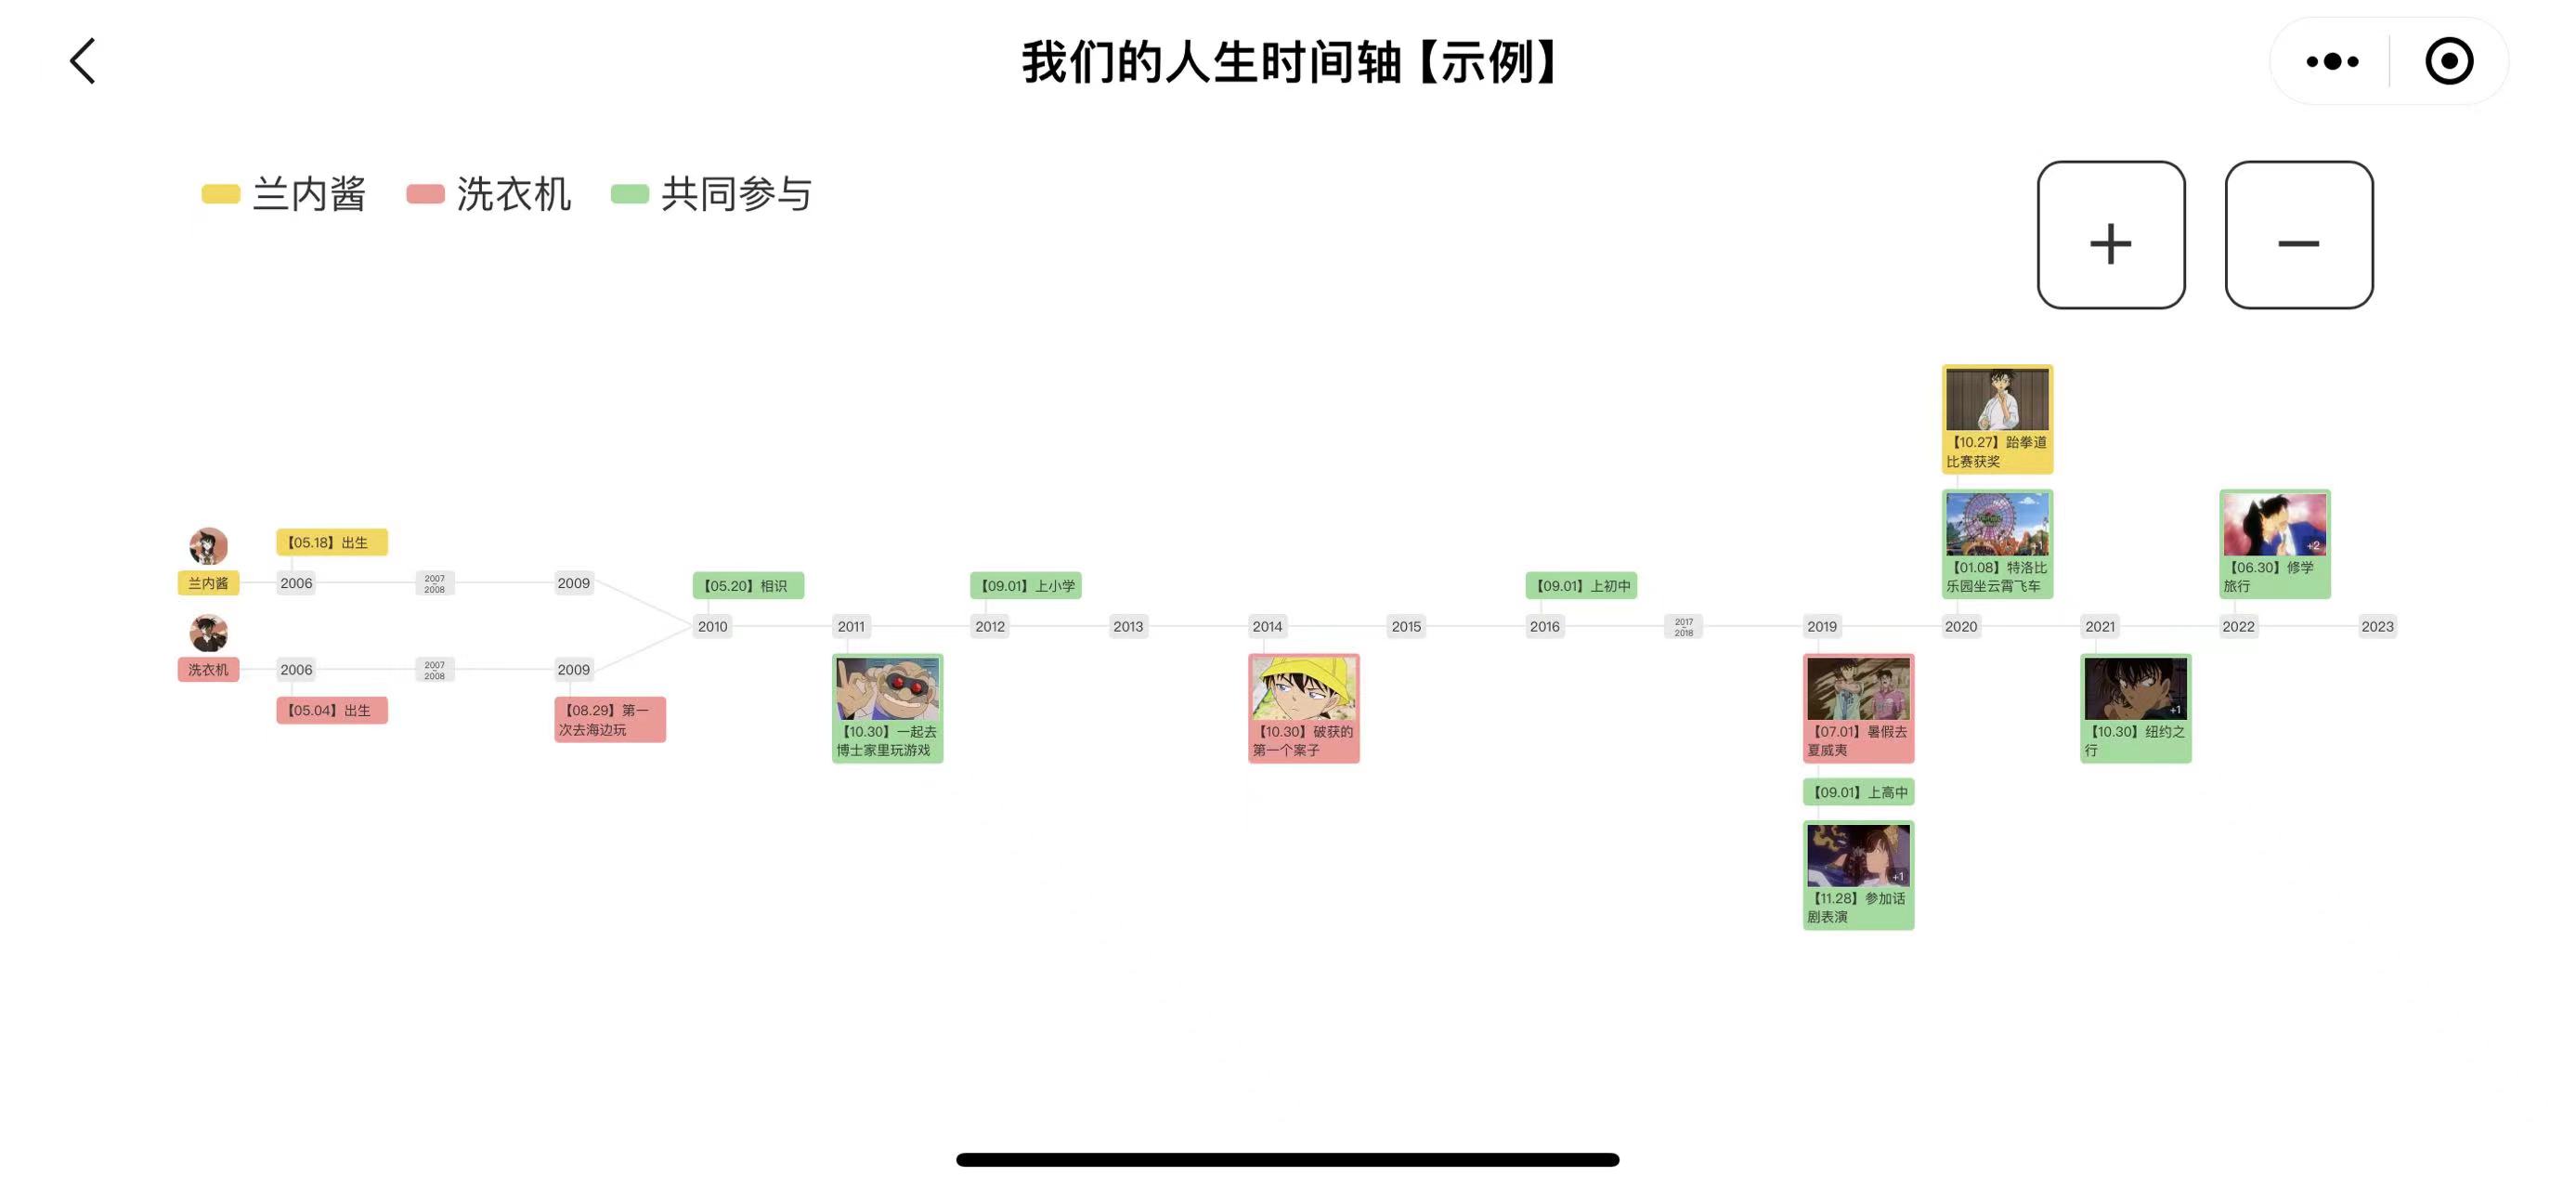 我们的人生时间轴【示例】
兰内酱
洗衣机
共同参与
+
−
【10.27】跆拳道
比赛获奖
+1
【01.08】特洛比
乐园坐云霄飞车
+2
【06.30】修学
旅行
【05.18】出生
兰内酱
2006
2007
~
2008
2009
【05.20】相识
【09.01】上小学
【09.01】上初中
2010
2011
2012
2013
2014
2015
2016
2017
~
2018
2019
2020
2021
2022
2023
洗衣机
2006
2007
~
2008
2009
【05.04】出生
【08.29】第一
次去海边玩
【10.30】一起去
博士家里玩游戏
【10.30】破获的
第一个案子
【07.01】暑假去
夏威夷
【09.01】上高中
+1
【11.28】参加话
剧表演
+1
【10.30】纽约之
行